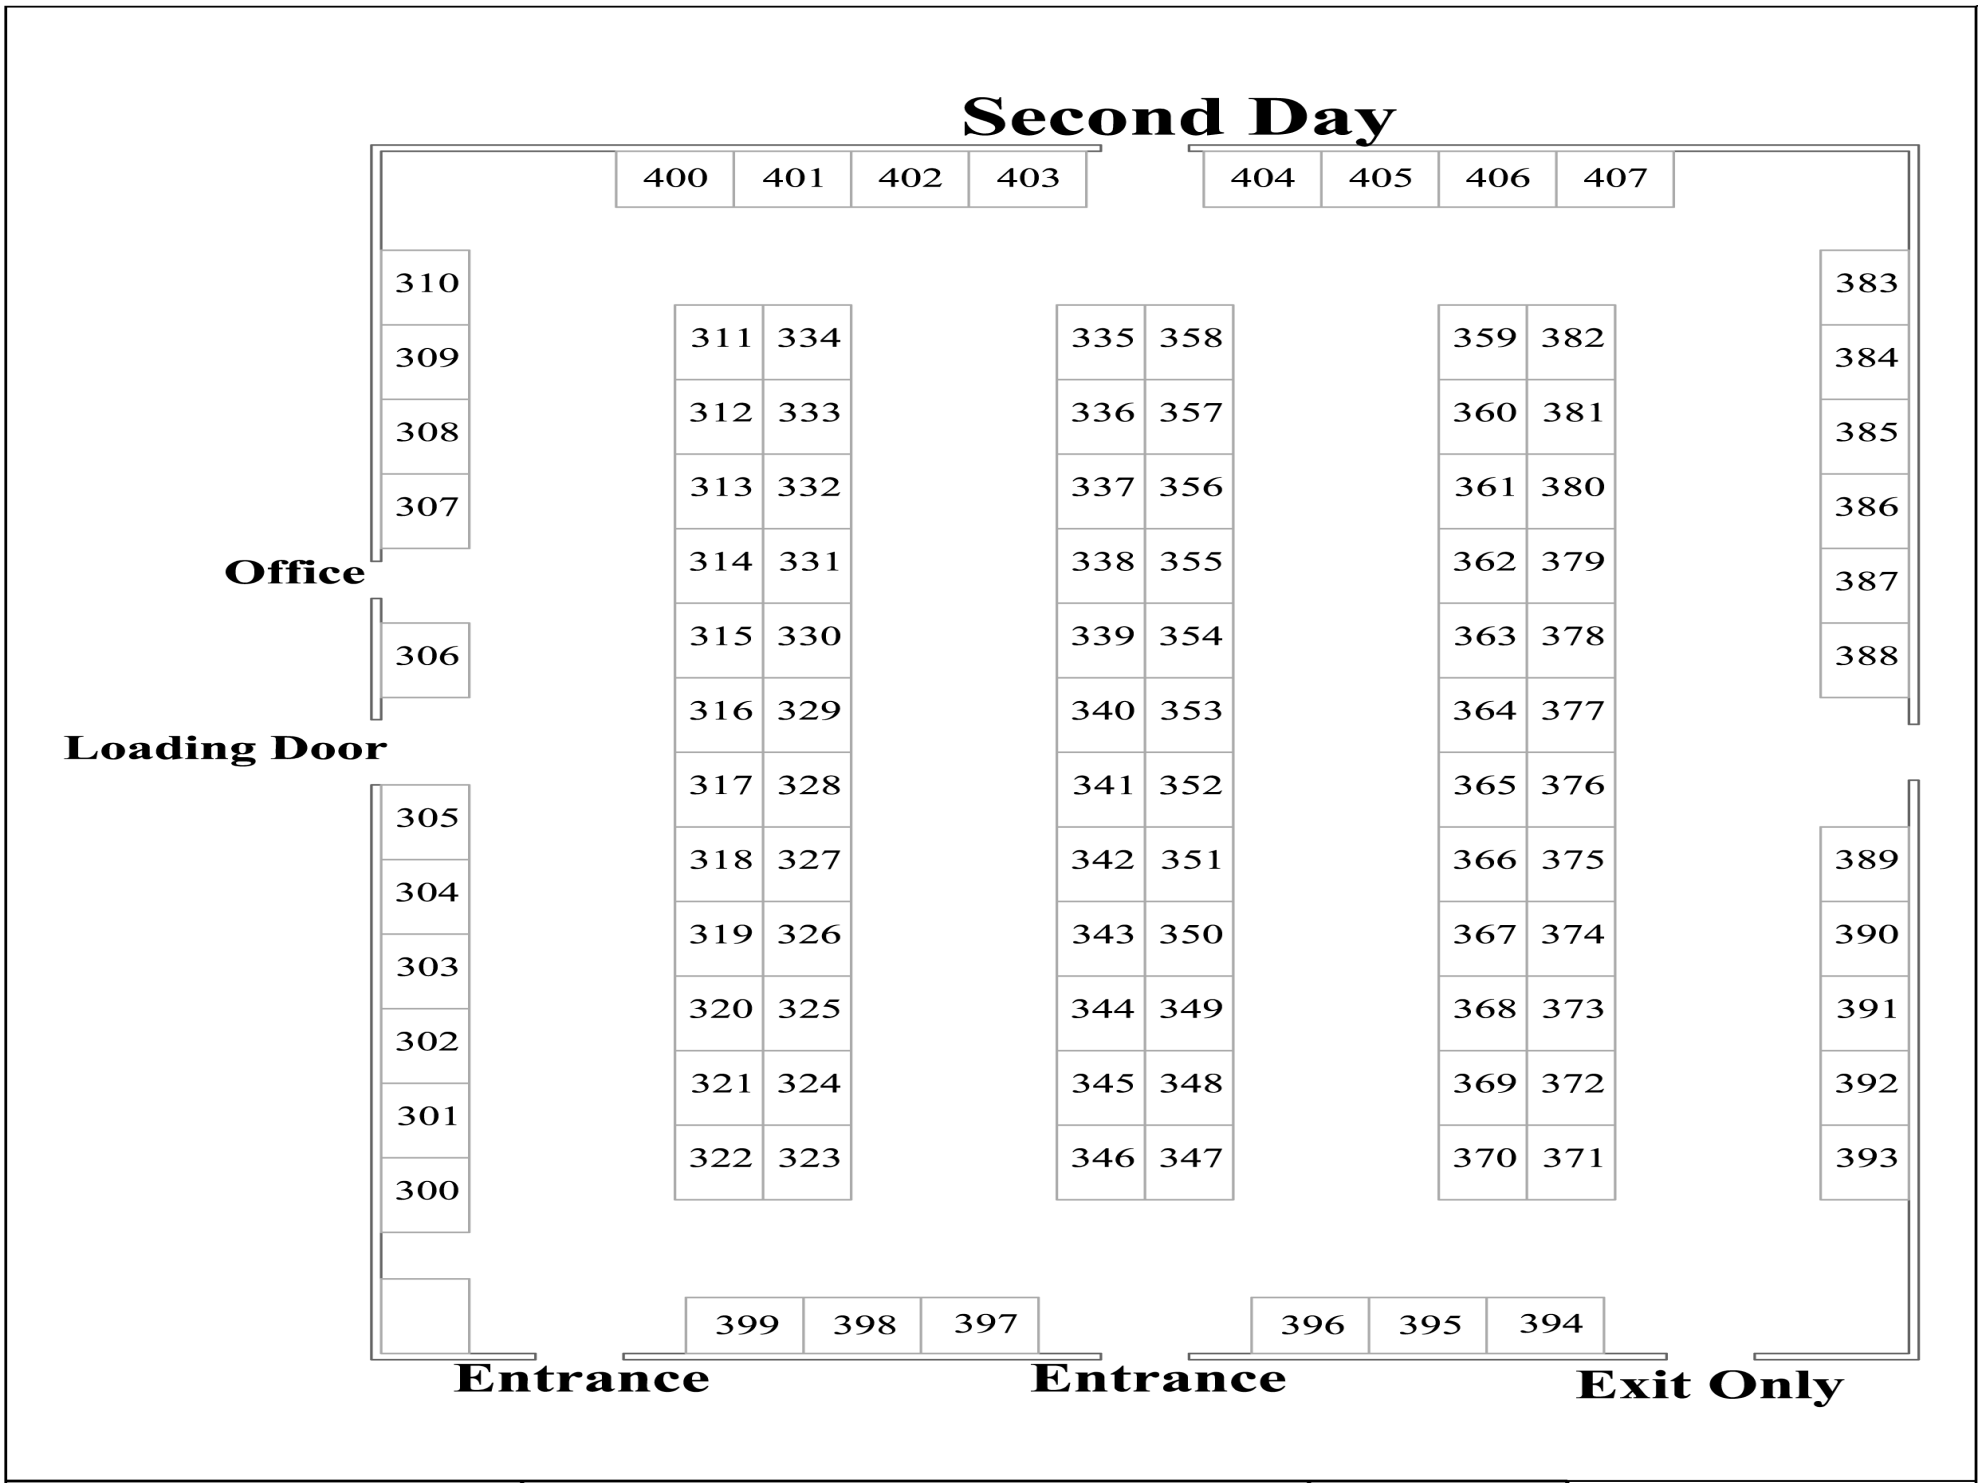 Second Day
400 401 402 403 404 405 406 407
310 383
311 334 335 358 359 382
309 384
312 333 336 357 360 381
308 385
313 332 337 356 361 380
307 386
314 331 338 355 362 379
Office 387
315 330 339 354 363 378
306 388
316 329 340 353 364 377
Loading Door
317 328 341 352 365 376
305
318 327 342 351 366 375 389
304
319 326 343 350 367 374 390
303
320 325 344 349 368 373 391
302
321 324 345 348 369 372 392
301
322 323 346 347 370 371 393
300
399 398 397 396 395 394
Entrance Entrance Exit Only